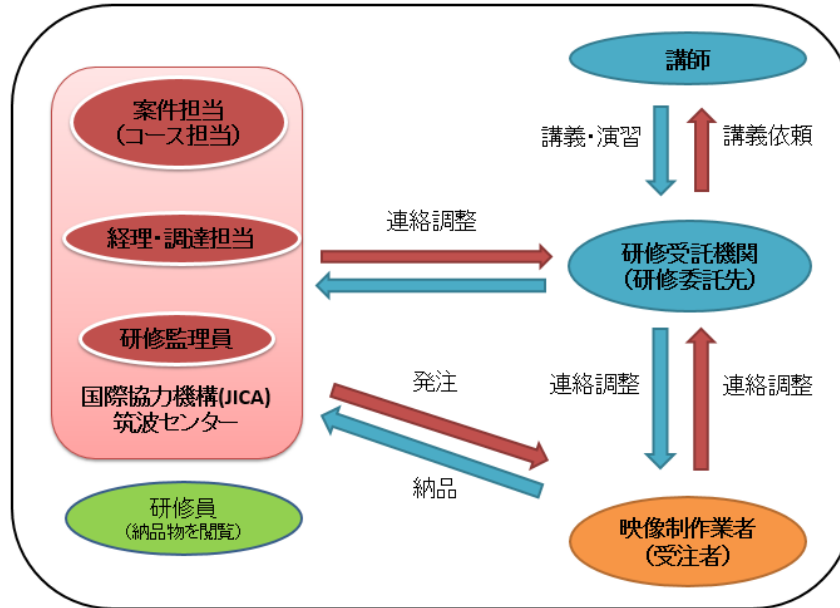 案件担当
(コース担当)
経理・調達担当
研修監理員
国際協力機構(JICA)
筑波センター
研修員
(納品物を閲覧)
連絡調整
発注
納品
講師
講義・演習
講義依頼
研修受託機関
(研修委託先)
連絡調整
連絡調整
映像制作業者
(受注者)